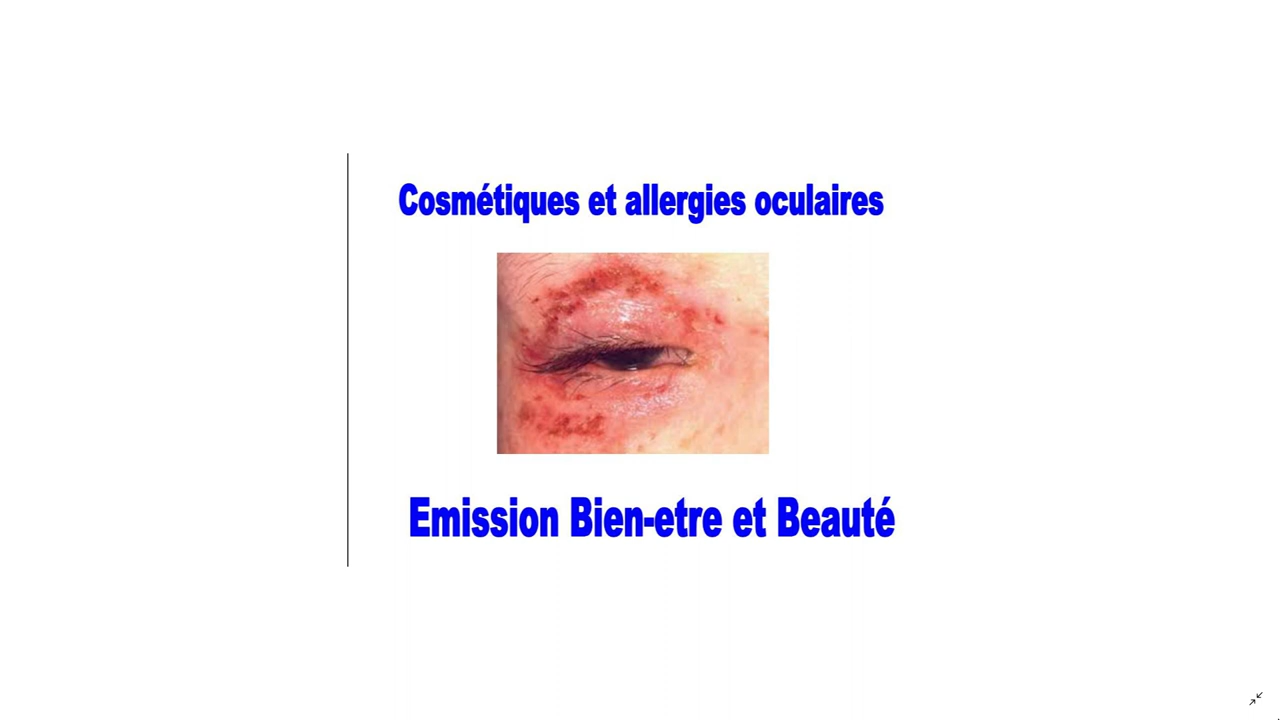 Cosmétiques et allergies oculaires
Emission Bien-etre et Beauté